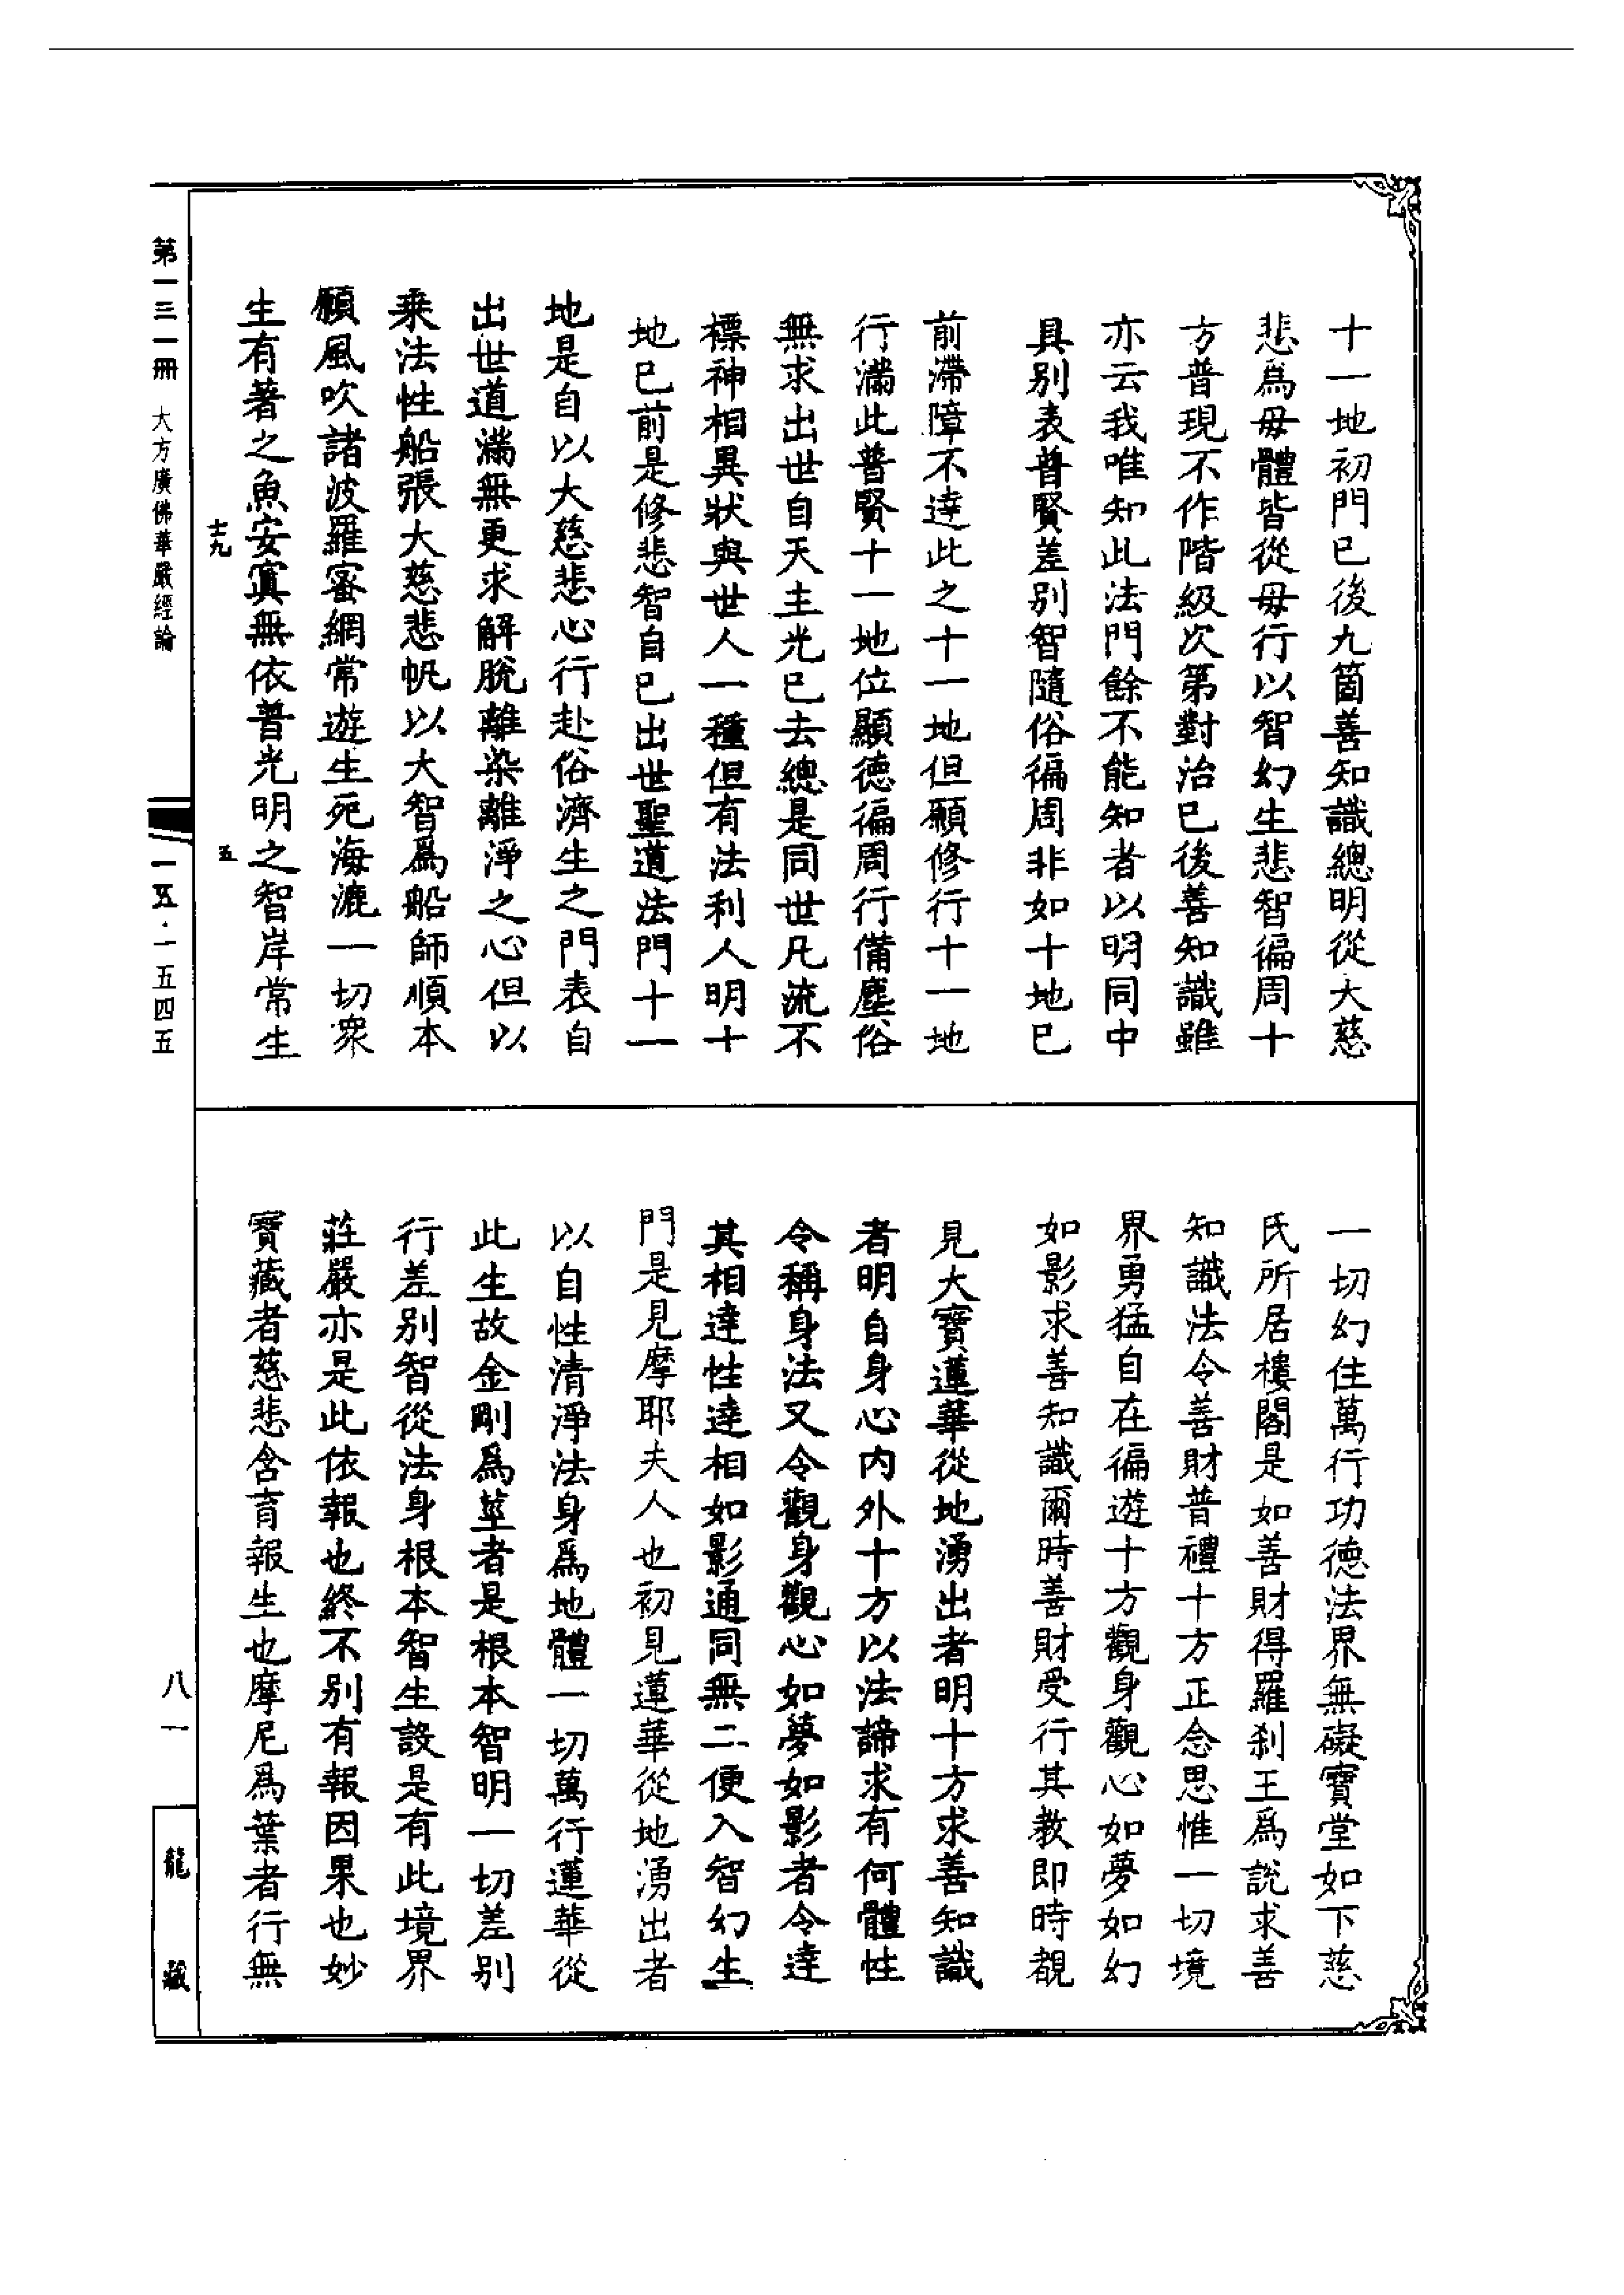 十一地初門已後九箇善知識總明從大慈
悲爲毋體皆從毋行以智幻生悲智徧周十
方普現不作階級次第對治已後善知識雖
亦云我唯知此法門餘不能知者以明同中
具別表普賢差別智隨俗徧周非如十地已
前滯障不達此之十一地但願修行十一地
行滿此普賢十一地位顯德徧周行備塵俗
無求出世自天主光已去總是同世凡流不
標神相異狀與世人一種但有法利人明十
地已前是修悲智自已出世聖道法門十一
地是自以大慈悲心行赴俗濟生之門表自
出世道滿無更求解脫離染離淨之心但以
乗法性船張大慈悲帆以大智爲船師順本
願風吹諸波羅密網常遊生死海漉一切衆
生有著之魚安寘無依普光明之智岸常生
一切幻住萬行功德法界無礙寶堂如下慈
氏所居樓閣是如善財得羅刹王爲說求善
知識法令善財普禮十方正念思惟一切境
界勇猛自在徧遊十方觀身觀心如夢如幻
如影求善知識爾時善財受行其教即時覩
見大寶蓮華從地湧出者明十方求善知識
者明自身心内外十方以法諦求有何體性
令稱身法又令觀身觀心如夢如影者令達
其相達性達相如影通同無二便入智幻生
門是見摩耶夫人也初見蓮華從地湧出者
以自性清淨法身爲地體一切萬行蓮華從
此生故金剛爲莖者是根本智明一切差別
行差別智從法身根本智生設是有此境界
莊嚴亦是此依報也終不別有報因果也妙
寶藏者慈悲含育報生也摩尼爲葉者行無
十九
五
第一三一冊 大方廣佛華嚴經論
一五·一五四五
八一
龍藏